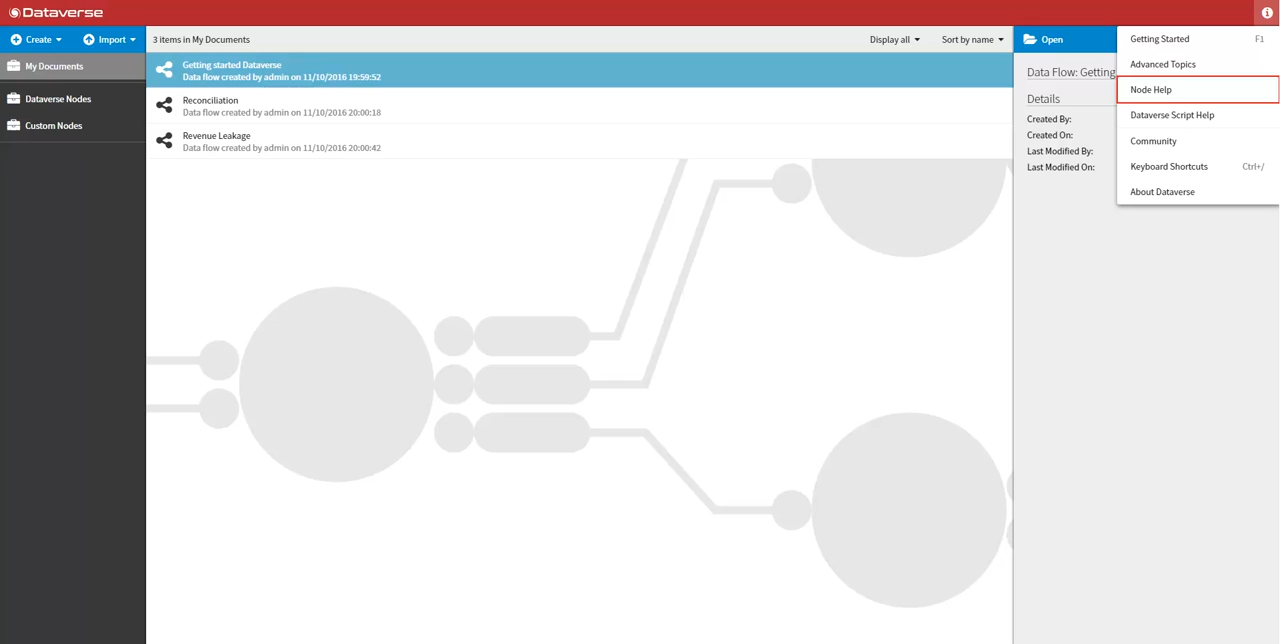 Dataverse
Create
Import
3 items in My Documents
Display all
Sort by name
Open
My Documents
Dataverse Nodes
Custom Nodes
Getting started Dataverse
Data flow created by admin on 11/10/2016 19:59:52
Reconciliation
Data flow created by admin on 11/10/2016 20:00:18
Revenue Leakage
Data flow created by admin on 11/10/2016 20:00:42
Data Flow: Getting
Details
Created By:
Created On:
Last Modified By:
Last Modified On:
Getting Started F1
Advanced Topics
Node Help
Dataverse Script Help
Community
Keyboard Shortcuts Ctrl+/
About Dataverse